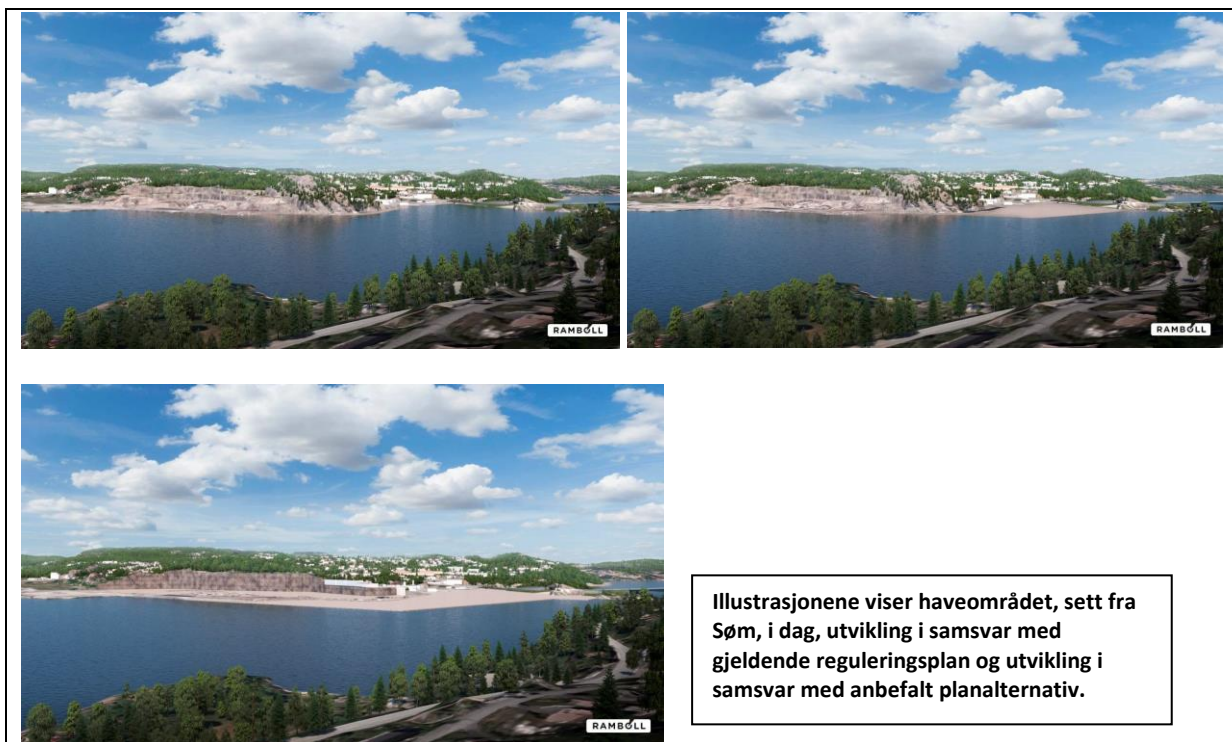 RAMBOLL
RAMBOLL
RAMBOLL
Illustrasjonene viser haveområdet, sett fra
Søm, i dag, utvikling i samsvar med
gjeldende reguleringsplan og utvikling i
samsvar med anbefalt planalternativ.